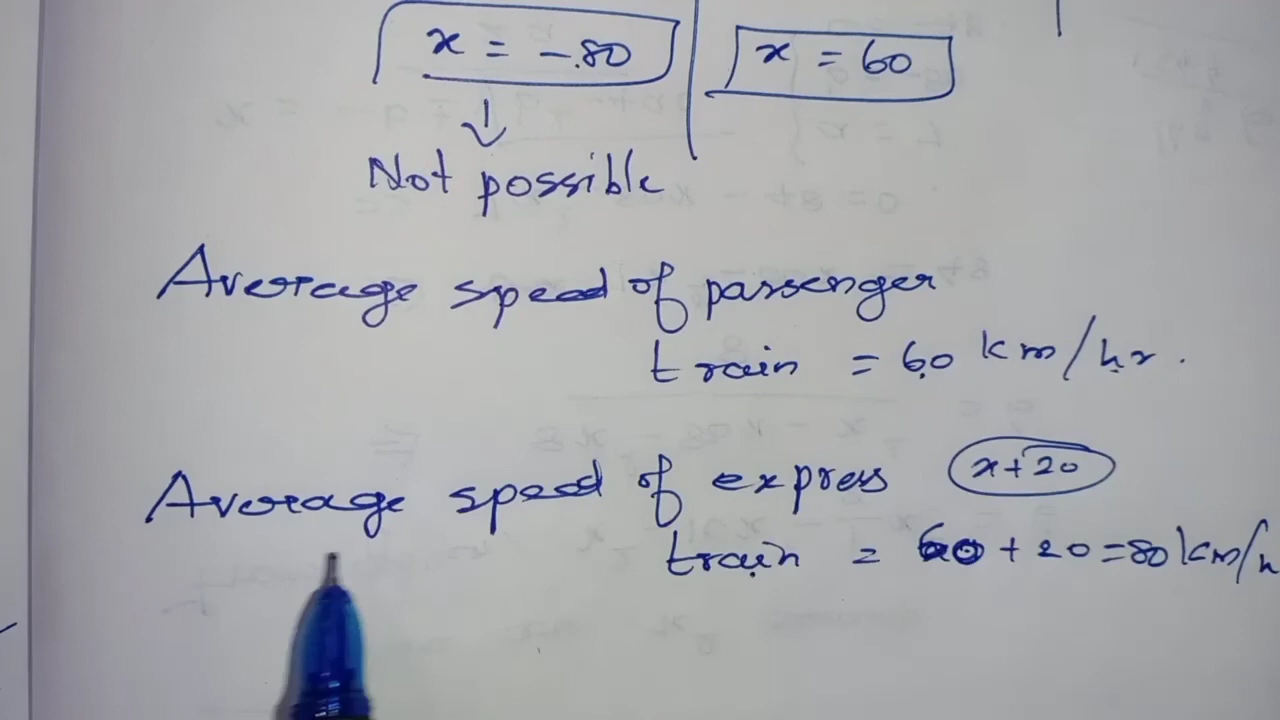 x = -80
x = 60
Not possible
Average speed of passenger
train = 60 km/hr.
Average speed of express x+20
train = 60 + 20 = 80 km/h